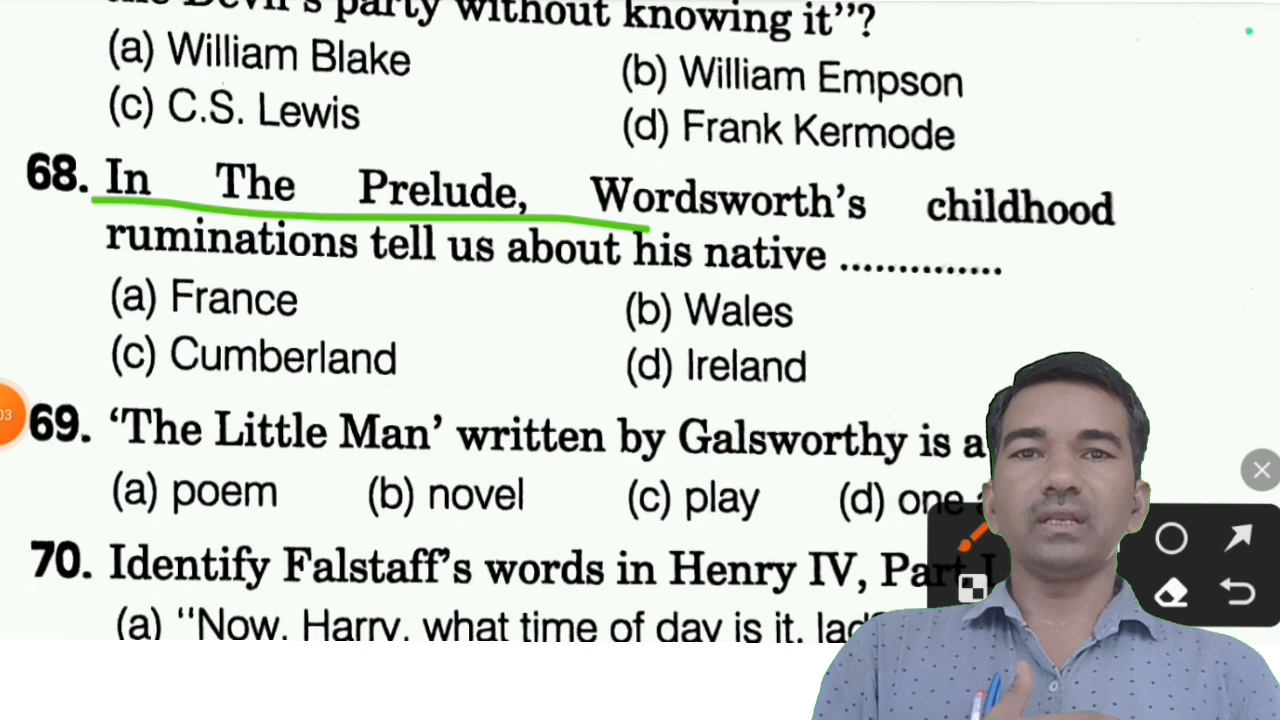 the Devil's party without knowing it"?
(a) William Blake
(b) William Empson
(c) C.S. Lewis
(d) Frank Kermode
68. In The Prelude, Wordsworth's childhood
ruminations tell us about his native ..............
(a) France
(b) Wales
(c) Cumberland
(d) Ireland
69. 'The Little Man' written by Galsworthy is a
(a) poem (b) novel (c) play (d) one
70. Identify Falstaff's words in Henry IV, Part I
(a) "Now, Harry, what time of day is it, lad
03